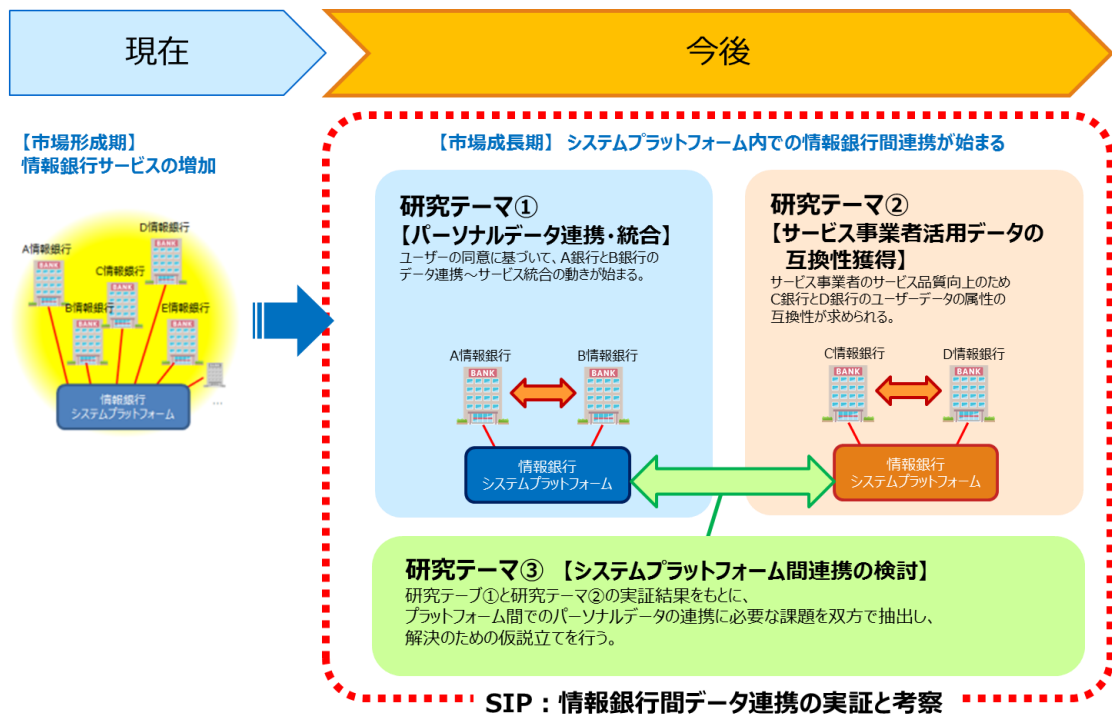 現在
今後
【市場形成期】
情報銀行サービスの増加
D情報銀行
A情報銀行
C情報銀行
B情報銀行
E情報銀行
BANK
BANK
BANK
BANK
BANK
…
情報銀行
システムプラットフォーム
【市場成長期】 システムプラットフォーム内での情報銀行間連携が始まる
研究テーマ①
【パーソナルデータ連携・統合】
ユーザーの同意に基づいて、A銀行とB銀行の
データ連携～サービス統合の動きが始まる。
A情報銀行
B情報銀行
BANK
BANK
情報銀行
システムプラットフォーム
研究テーマ②
【サービス事業者活用データの
互換性獲得】
サービス事業者のサービス品質向上のため
C銀行とD銀行のユーザーデータの属性の
互換性が求められる。
C情報銀行
D情報銀行
BANK
BANK
情報銀行
システムプラットフォーム
研究テーマ③ 【システムプラットフォーム間連携の検討】
研究テーブ①と研究テーマ②の実証結果をもとに、
プラットフォーム間でのパーソナルデータの連携に必要な課題を双方で抽出し、
解決のための仮説立てを行う。
SIP：情報銀行間データ連携の実証と考察